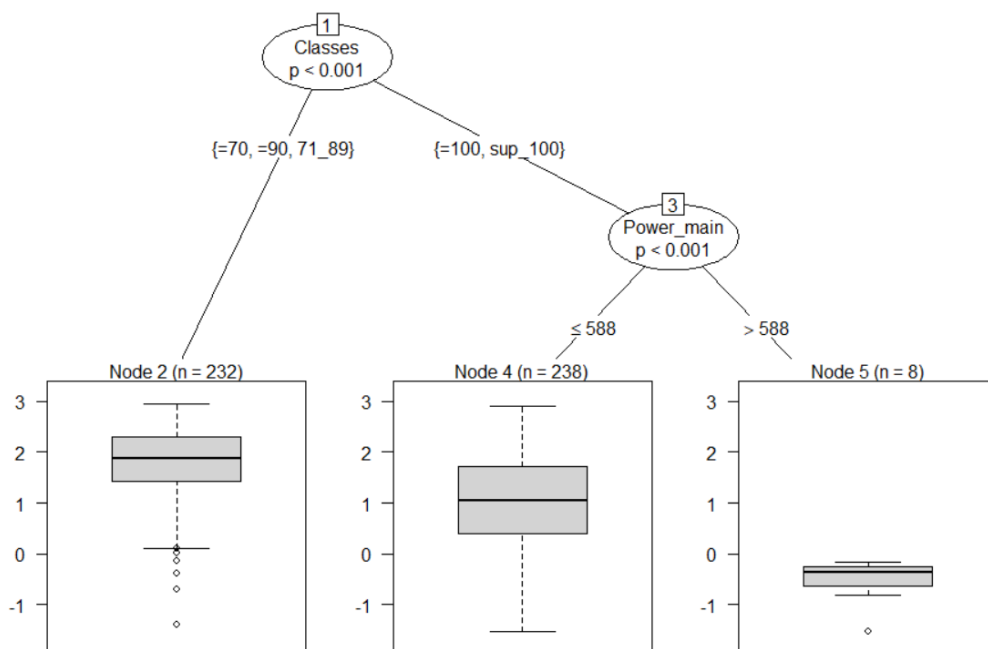 1
Classes
p < 0.001
{=70, =90, 71_89}
{=100, sup_100}
3
Power_main
p < 0.001
≤ 588
> 588
Node 2 (n = 232)
3
2
1
0
-1
Node 4 (n = 238)
3
2
1
0
-1
Node 5 (n = 8)
3
2
1
0
-1